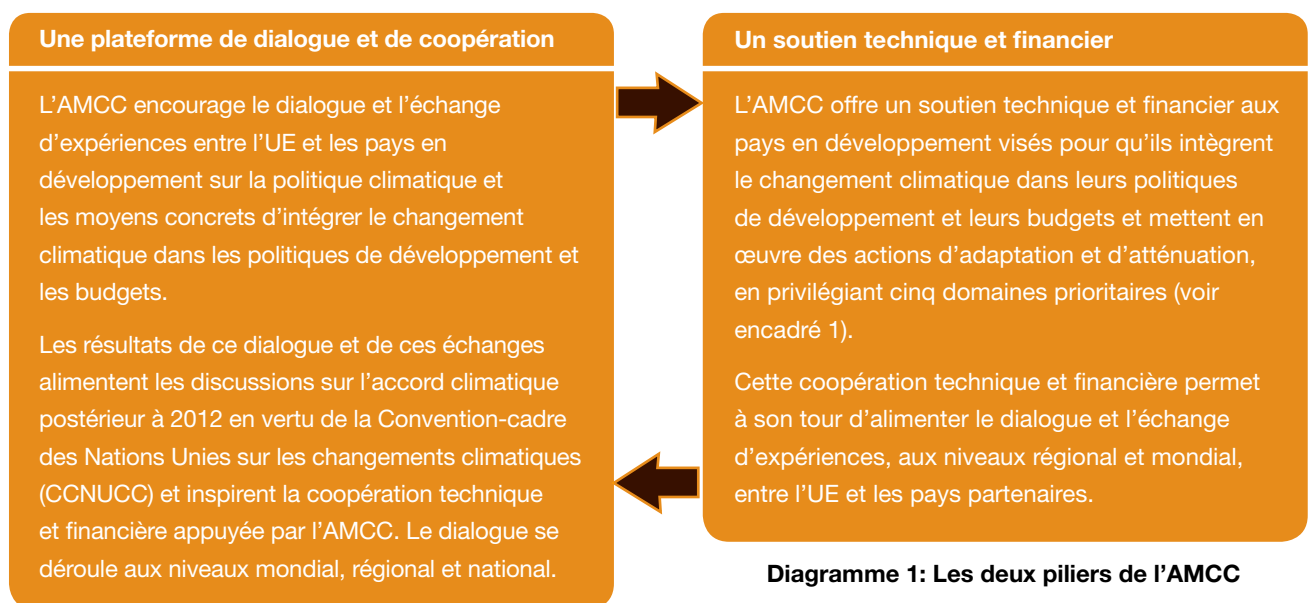 Une plateforme de dialogue et de coopération
L'AMCC encourage le dialogue et l'échange
d'expériences entre l'UE et les pays en
développement sur la politique climatique et
les moyens concrets d'intégrer le changement
climatique dans les politiques de développement et
les budgets.
Les résultats de ce dialogue et de ces échanges
alimentent les discussions sur l'accord climatique
postérieur à 2012 en vertu de la Convention-cadre
des Nations Unies sur les changements climatiques
(CCNUCC) et inspirent la coopération technique
et financière appuyée par l'AMCC. Le dialogue se
déroule aux niveaux mondial, régional et national.
Un soutien technique et financier
L'AMCC offre un soutien technique et financier aux
pays en développement visés pour qu'ils intègrent
le changement climatique dans leurs politiques
de développement et leurs budgets et mettent en
œuvre des actions d'adaptation et d'atténuation,
en privilégiant cinq domaines prioritaires (voir
encadré 1).
Cette coopération technique et financière permet
à son tour d'alimenter le dialogue et l'échange
d'expériences, aux niveaux régional et mondial,
entre l'UE et les pays partenaires.
Diagramme 1: Les deux piliers de l'AMCC